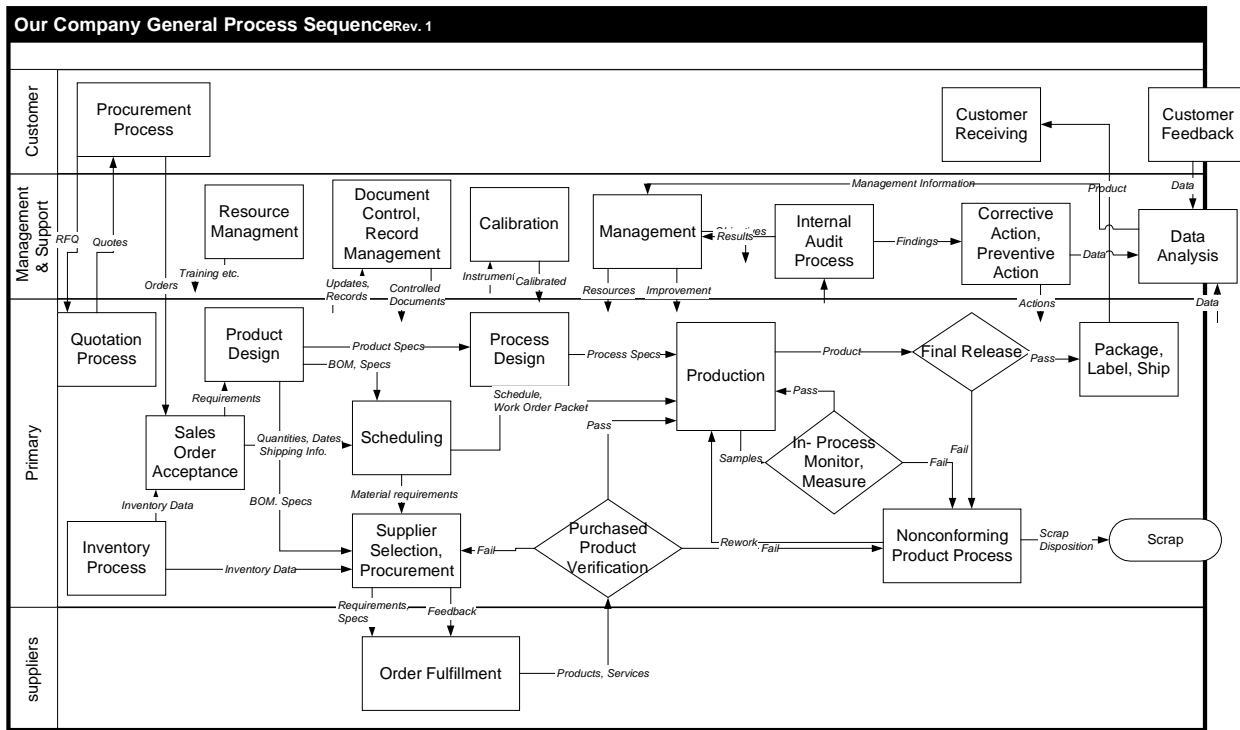 Our Company General Process SequenceRev. 1
Customer
Procurement
Process
Customer
Receiving
Customer
Feedback
Management
& Support
Resource
Managment
Document
Control,
Record
Management
Calibration
Management
Internal
Audit
Process
Corrective
Action,
Preventive
Action
Data
Analysis
Management Information
Product
Data
RFQ
Quotes
Orders
Training etc.
Updates,
Records
Controlled
Documents
Calibrated
Resources
Improvement
Results
Findings
Data
Actions
Data
Primary
Quotation
Process
Product
Design
Process
Design
Production
Final Release
Package,
Label, Ship
Product Specs
BOM, Specs
Process Specs
Product
Pass
Requirements
Schedule,
Work Order Packet
Pass
Sales
Order
Acceptance
Quantities, Dates
Shipping Info.
Scheduling
Pass
Samples
In- Process
Monitor,
Measure
Fail
Fail
Inventory Data
BOM. Specs
Material requirements
Inventory
Process
Inventory Data
Supplier
Selection,
Procurement
Fail
Purchased
Product
Verification
Rework
Fail
Nonconforming
Product Process
Scrap
Disposition
Scrap
Requirements,
Specs
Feedback
suppliers
Order Fulfillment
Products, Services